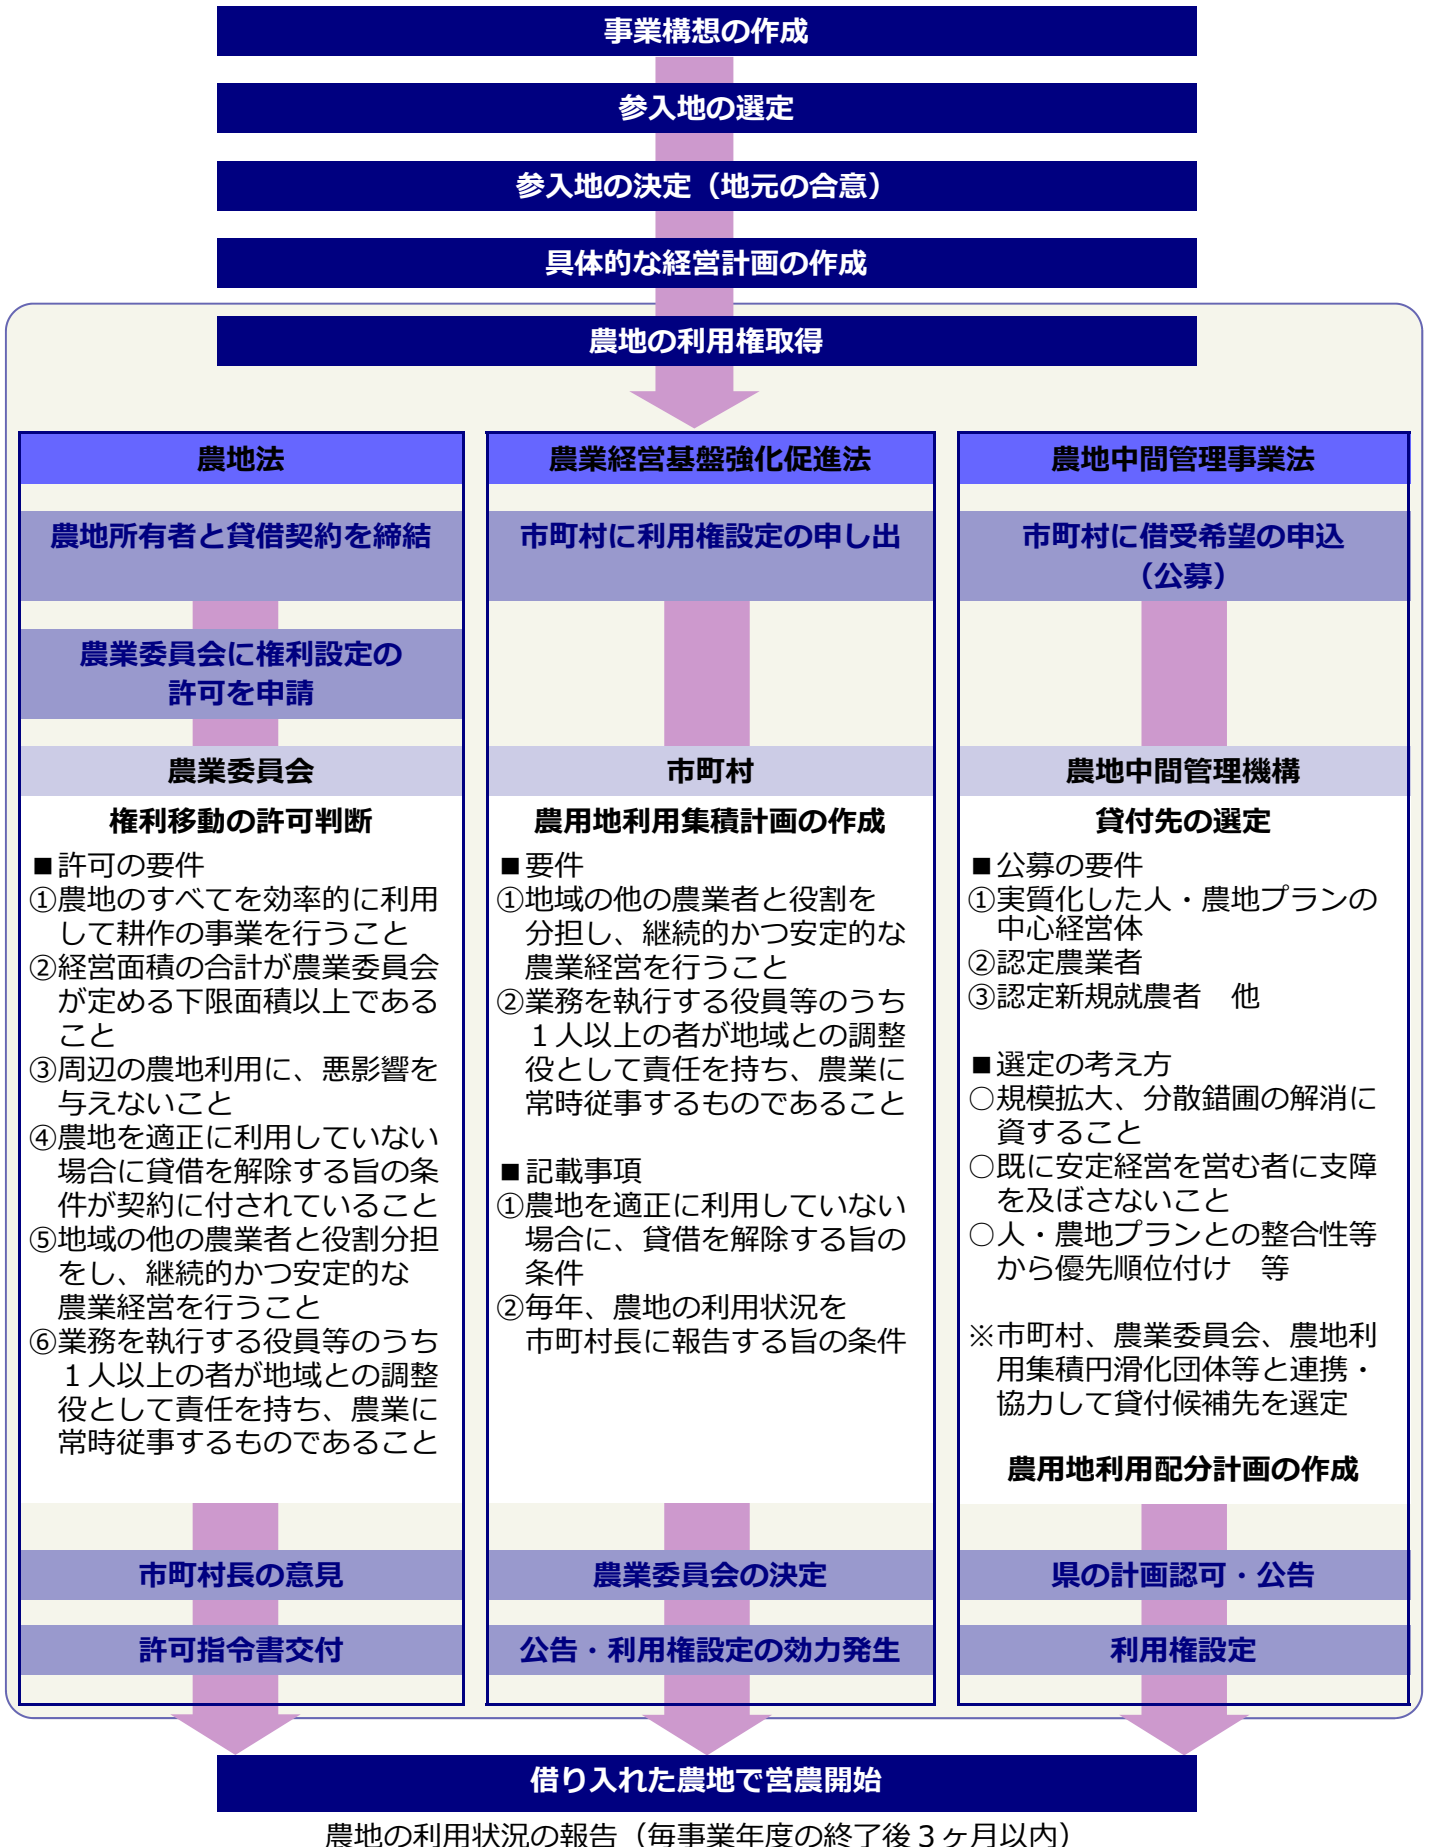 事業構想の作成
参入地の選定
参入地の決定（地元の合意）
具体的な経営計画の作成
農地の利用権取得
農地法
農地所有者と貸借契約を締結
農業委員会に権利設定の
許可を申請
農業委員会
権利移動の許可判断
■許可の要件
①農地のすべてを効率的に利用
して耕作の事業を行うこと
②経営面積の合計が農業委員会
が定める下限面積以上である
こと
③周辺の農地利用に、悪影響を
与えないこと
④農地を適正に利用していない
場合に貸借を解除する旨の条
件が契約に付されていること
⑤地域の他の農業者と役割分担
をし、継続的かつ安定的な
農業経営を行うこと
⑥業務を執行する役員等のうち
１人以上の者が地域との調整
役として責任を持ち、農業に
常時従事するものであること
市町村長の意見
許可指令書交付
農業経営基盤強化促進法
市町村に利用権設定の申し出
市町村
農用地利用集積計画の作成
■要件
①地域の他の農業者と役割を
分担し、継続的かつ安定的な
農業経営を行うこと
②業務を執行する役員等のうち
１人以上の者が地域との調整
役として責任を持ち、農業に
常時従事するものであること
■記載事項
①農地を適正に利用していない
場合に、貸借を解除する旨の
条件
②毎年、農地の利用状況を
市町村長に報告する旨の条件
農業委員会の決定
公告・利用権設定の効力発生
農地中間管理事業法
市町村に借受希望の申込
（公募）
農地中間管理機構
貸付先の選定
■公募の要件
①実質化した人・農地プランの
中心経営体
②認定農業者
③認定新規就農者　他
■選定の考え方
○規模拡大、分散錯圃の解消に
資すること
○既に安定経営を営む者に支障
を及ぼさないこと
○人・農地プランとの整合性等
から優先順位付け　等
※市町村、農業委員会、農地利
用集積円滑化団体等と連携・
協力して貸付候補先を選定
農用地利用配分計画の作成
県の計画認可・公告
利用権設定
借り入れた農地で営農開始
農地の利用状況の報告（毎事業年度の終了後３ヶ月以内）